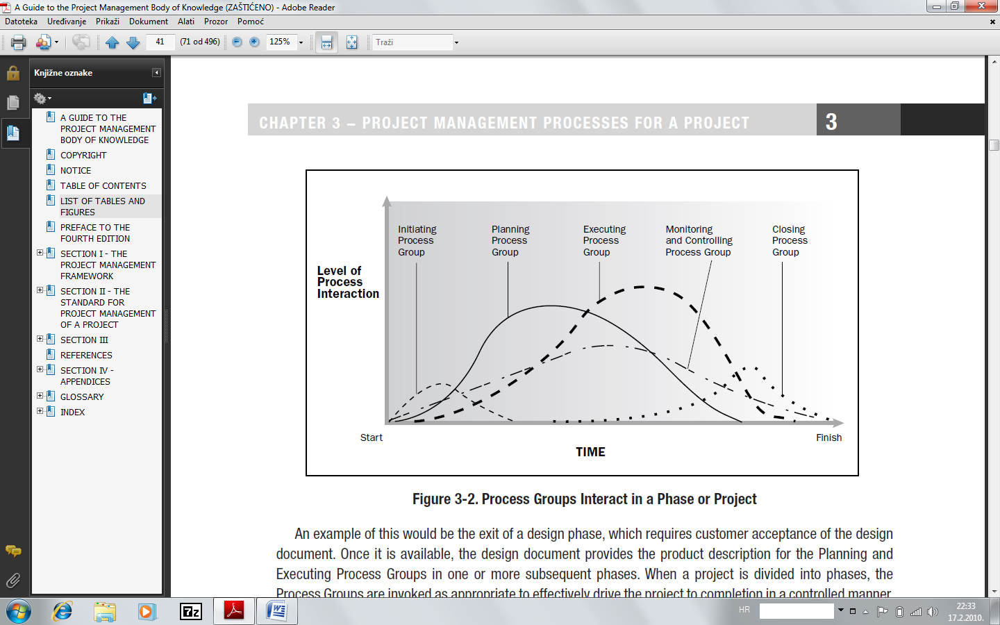 A Guide to the Project Management Body of Knowledge (ZAŠTIĆENO) - Adobe Reader
Datoteka Uređivanje Prikaži Dokument Alati Prozor Pomoć
41 (71 od 496) 125% Traži
Knjižne oznake
A GUIDE TO THE
PROJECT MANAGEMENT
BODY OF KNOWLEDGE
COPYRIGHT
NOTICE
TABLE OF CONTENTS
LIST OF TABLES AND
FIGURES
PREFACE TO THE
FOURTH EDITION
SECTION I - THE
PROJECT MANAGEMENT
FRAMEWORK
SECTION II - THE
STANDARD FOR
PROJECT MANAGEMENT
OF A PROJECT
SECTION III
REFERENCES
SECTION IV -
APPENDICES
GLOSSARY
INDEX
CHAPTER 3 – PROJECT MANAGEMENT PROCESSES FOR A PROJECT 3
Initiating
Process
Group
Planning
Process
Group
Executing
Process
Group
Monitoring
and Controlling
Process Group
Closing
Process
Group
Level of
Process
Interaction
Start
Finish
TIME
Figure 3-2. Process Groups Interact in a Phase or Project
An example of this would be the exit of a design phase, which requires customer acceptance of the design
document. Once it is available, the design document provides the product description for the Planning and
Executing Process Groups in one or more subsequent phases. When a project is divided into phases, the
Process Groups are invoked as appropriate to effectively drive the project to completion in a controlled manner.
7z
HR
22:33
17.2.2010.